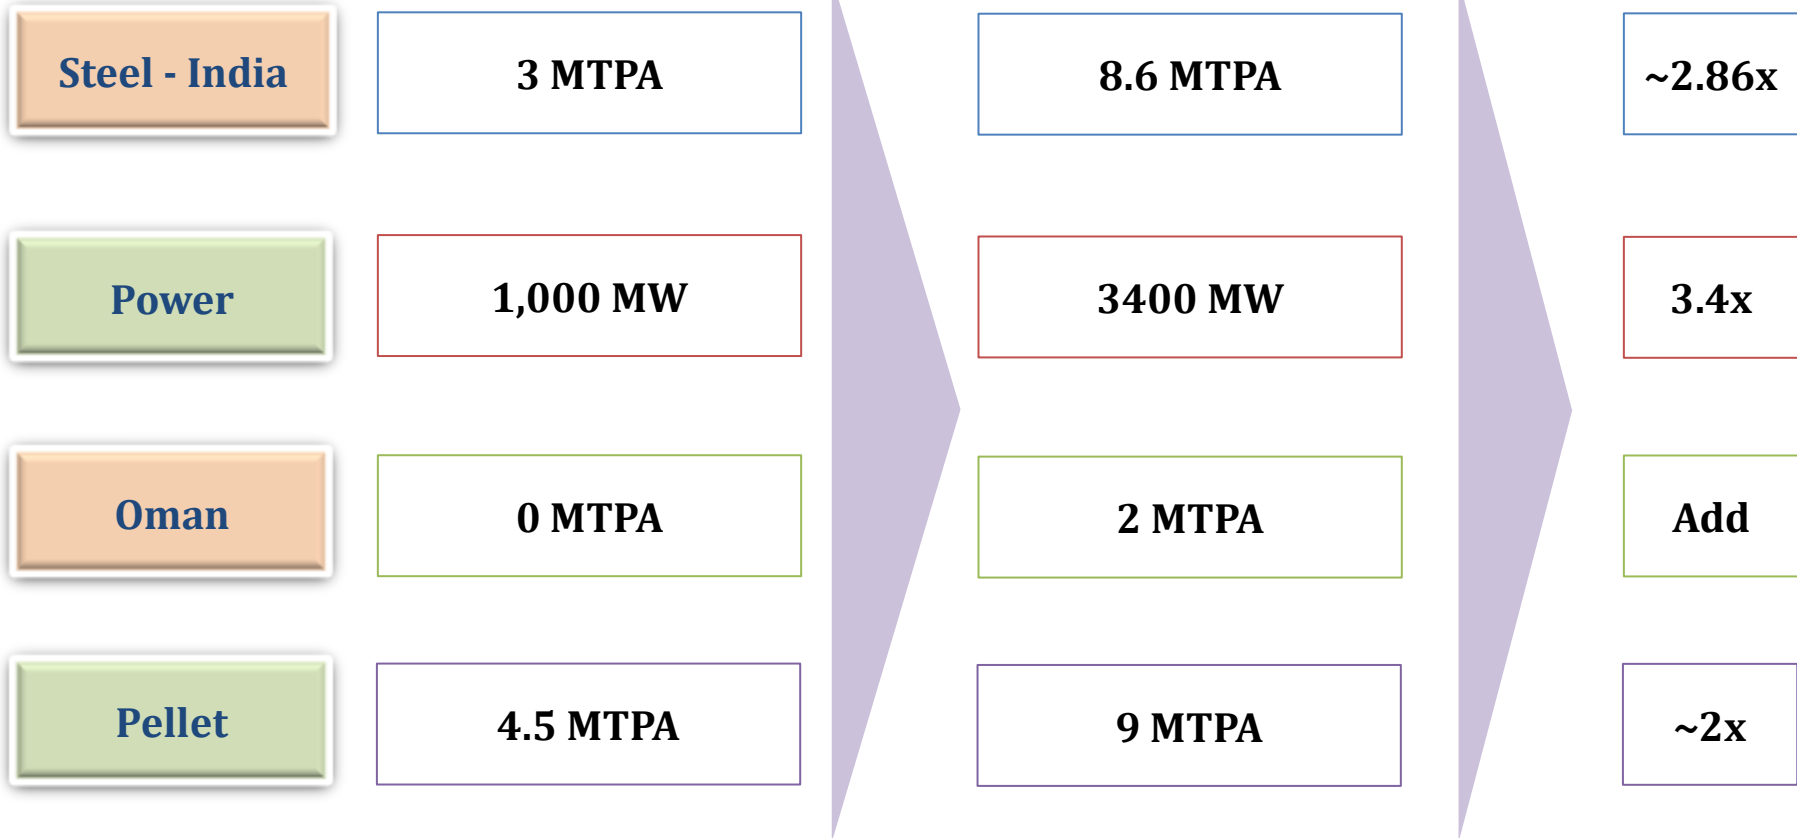 Steel - India
3 MTPA
8.6 MTPA
~2.86x
Power
1,000 MW
3400 MW
3.4x
Oman
0 MTPA
2 MTPA
Add
Pellet
4.5 MTPA
9 MTPA
~2x